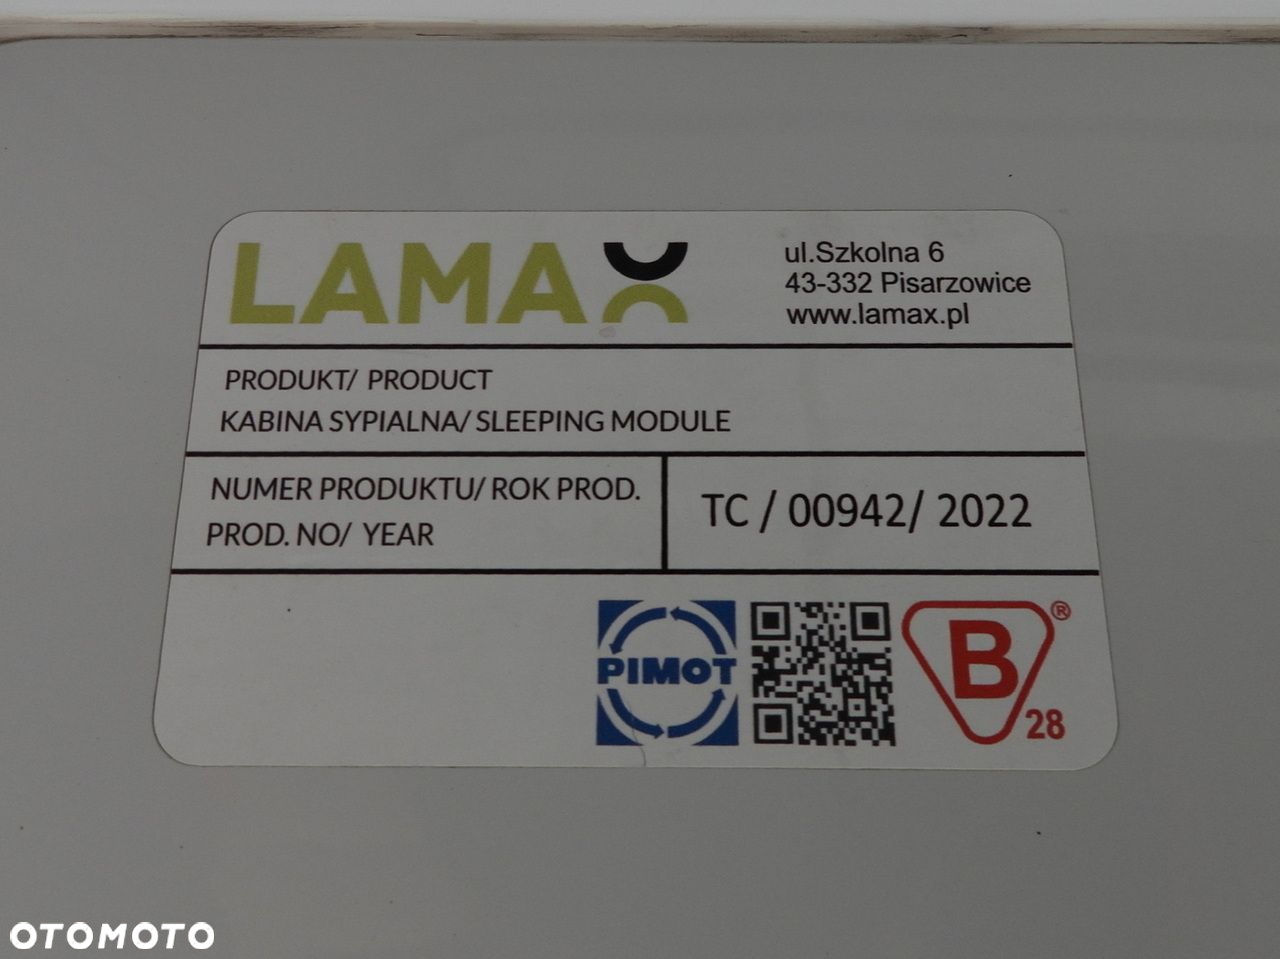 LAMAX
ul.Szkolna 6
43-332 Pisarzowice
www.lamax.pl
PRODUKT/ PRODUCT
KABINA SYPIALNA/ SLEEPING MODULE
NUMER PRODUKTU/ ROK PROD.
PROD. NO/ YEAR
TC / 00942/ 2022
PIMOT
B ®
28
OTOMOTO